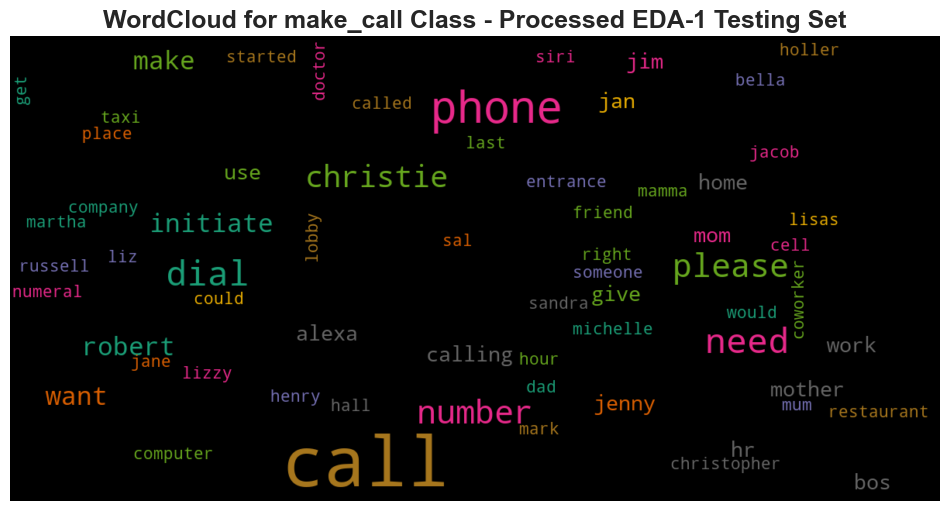 WordCloud for make_call Class - Processed EDA-1 Testing Set
make
started
doctor
siri
jim
holler
get
bella
called
phone
jan
taxi
place
last
jacob
use
christie
entrance
mamma
home
company
martha
initiate
lobby
friend
lisas
sal
mom
cell
russell
liz
dial
right
someone
please
coworker
numeral
could
sandra
give
would
alexa
michelle
need
work
robert
jane
calling
hour
lizzy
want
henry
hall
dad
jenny
mother
mum
number
mark
restaurant
computer
call
hr
christopher
bos